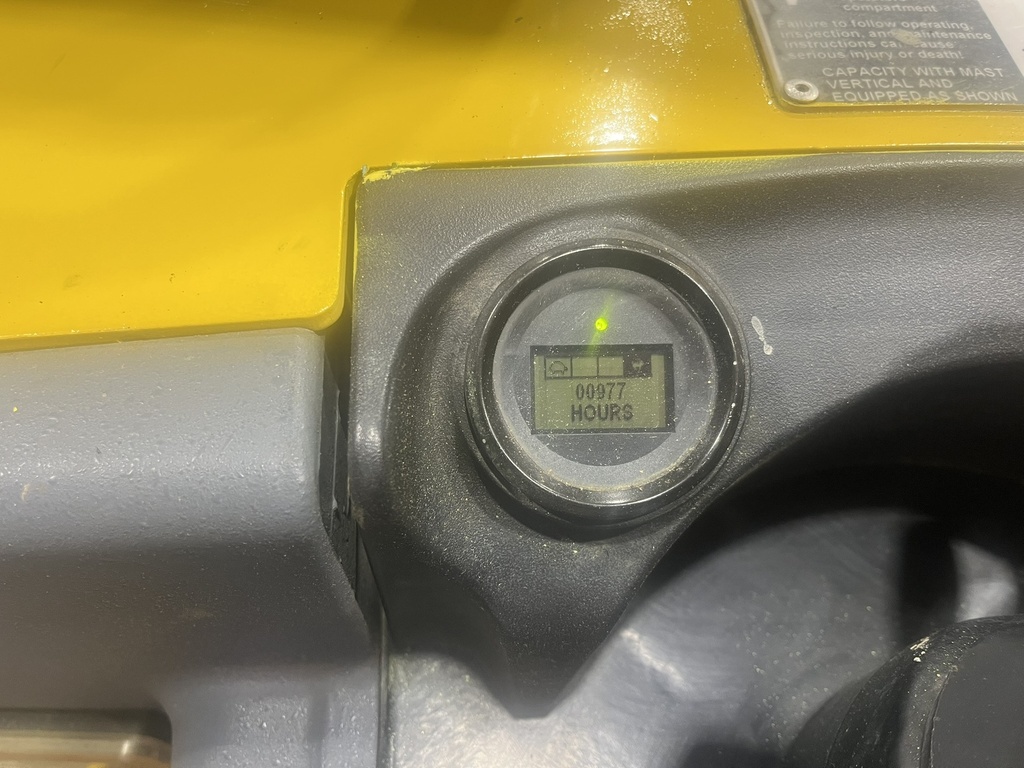 compartment
Failure to follow operating,
inspection, and maintenance
instructions can cause
serious injury or death!
CAPACITY WITH MAST
VERTICAL AND
EQUIPPED AS SHOWN
00977
HOURS